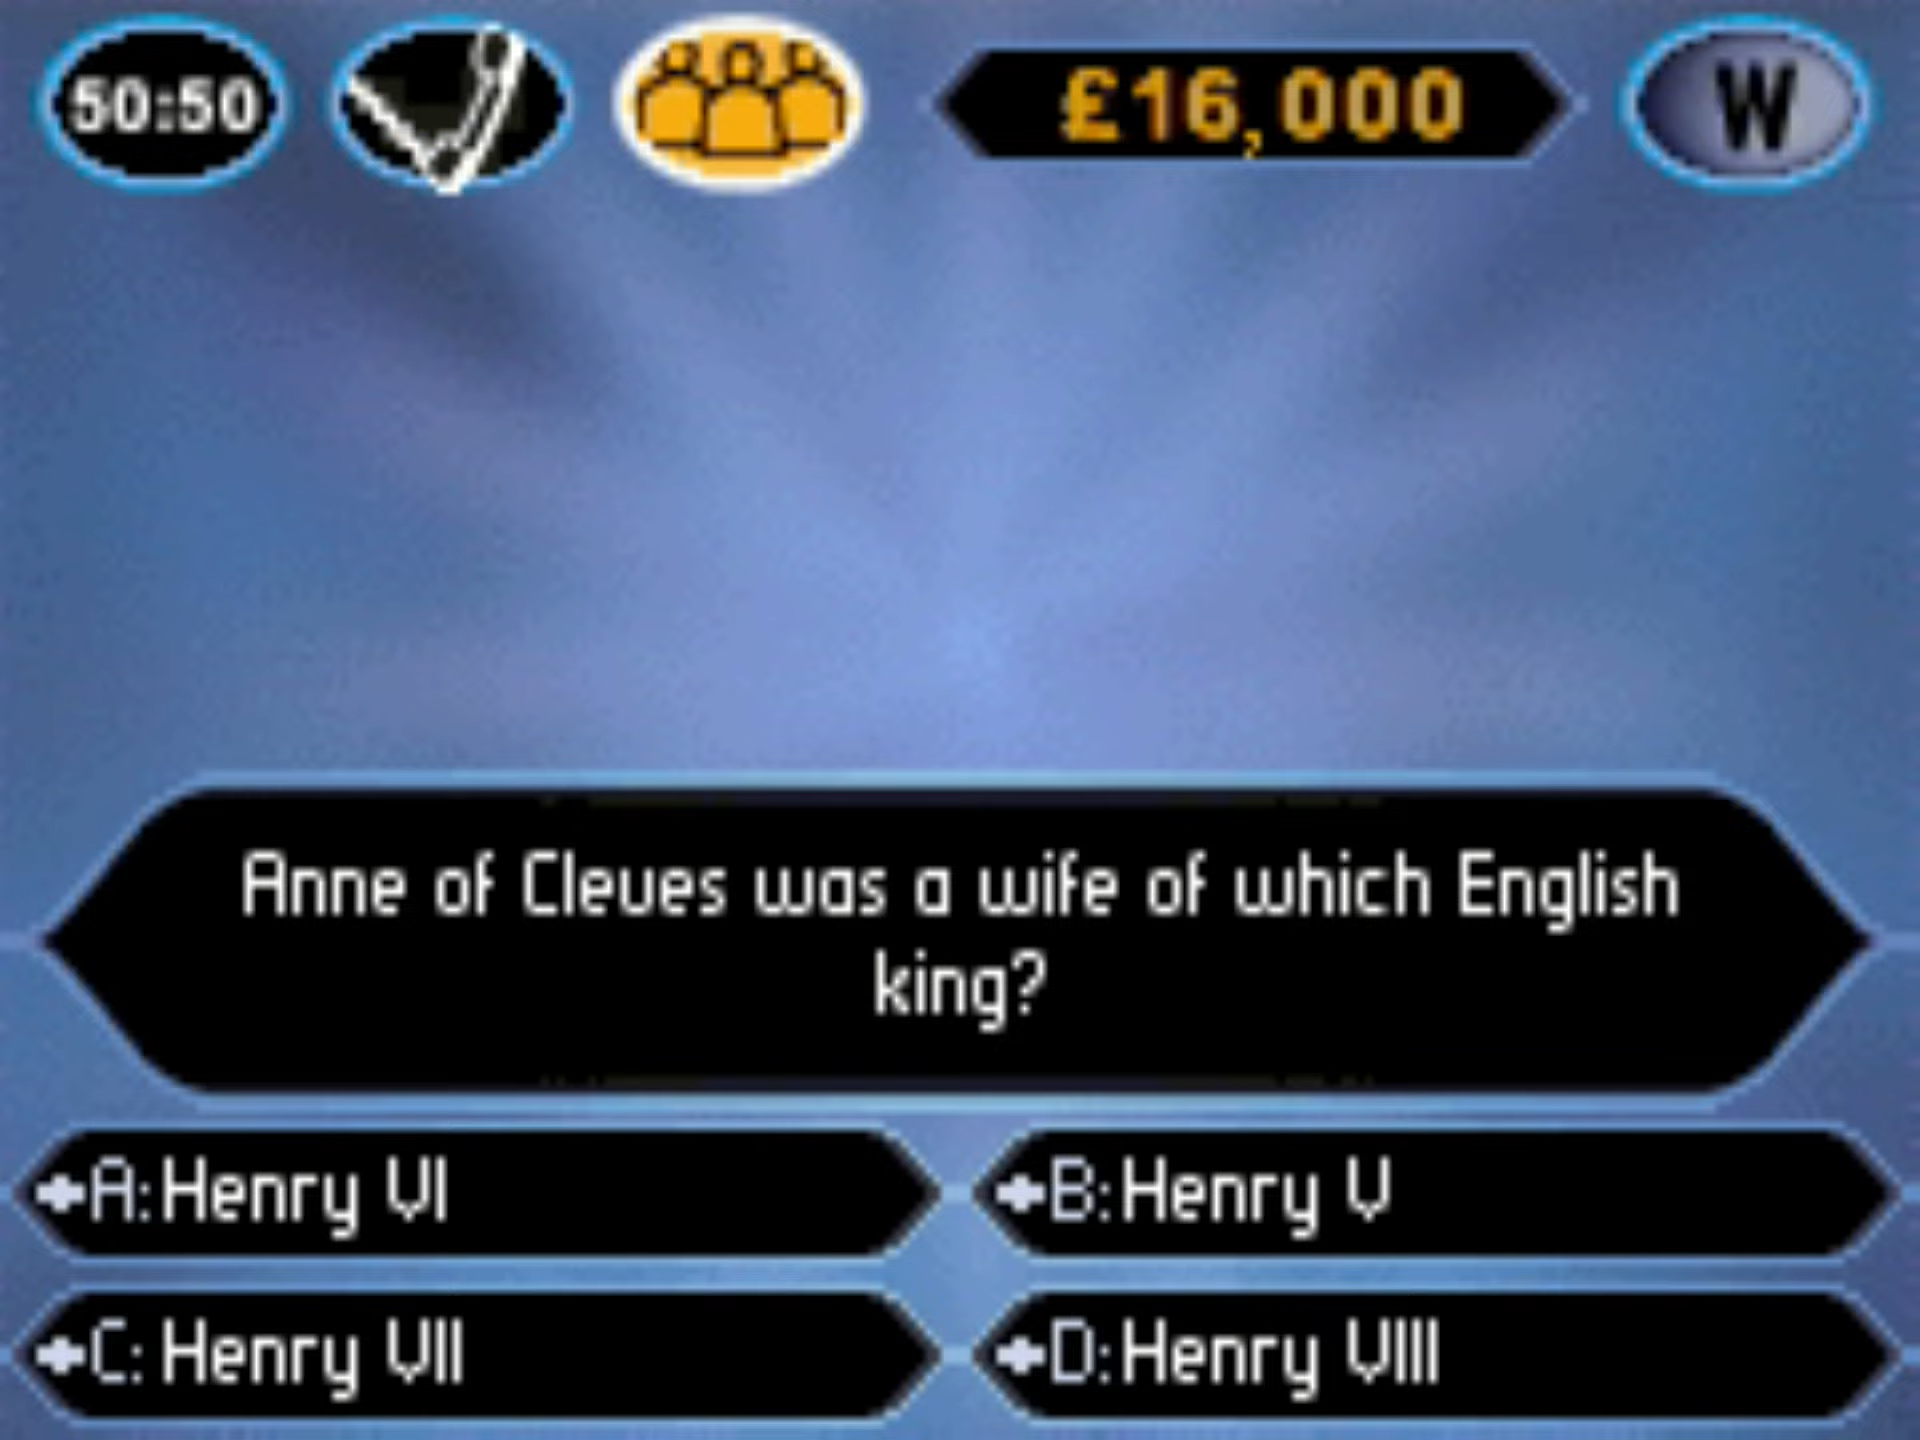 50:50 £16,000 W
Anne of Cleves was a wife of which English
king?
A: Henry VI
B: Henry V
C: Henry VII
D: Henry VIII